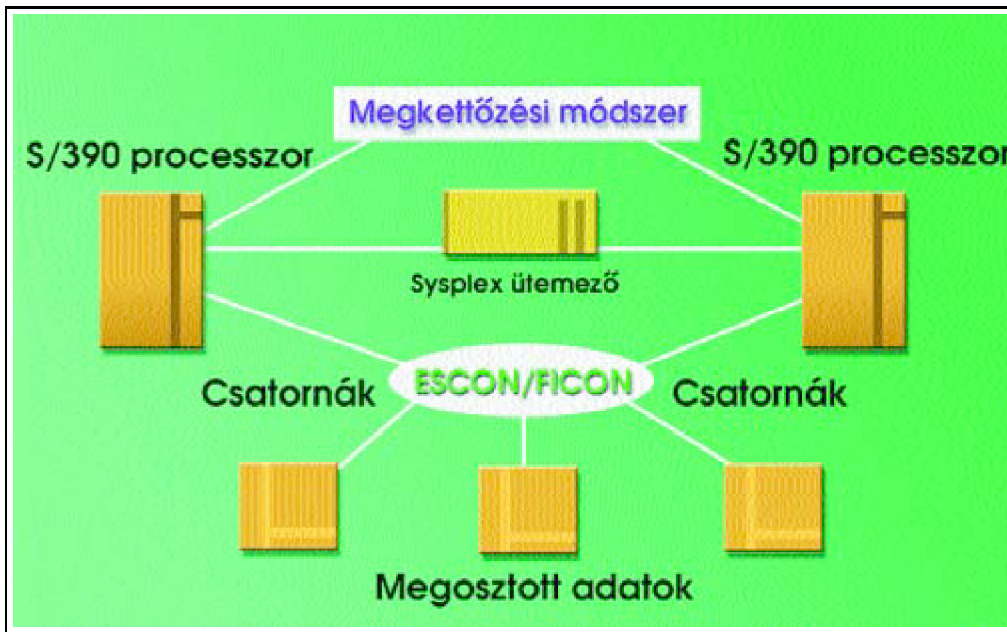 Megkettőzési módszer
S/390 processzor
S/390 processzor
Sysplex ütemező
Csatornák
ESCON/FICON
Csatornák
Megosztott adatok